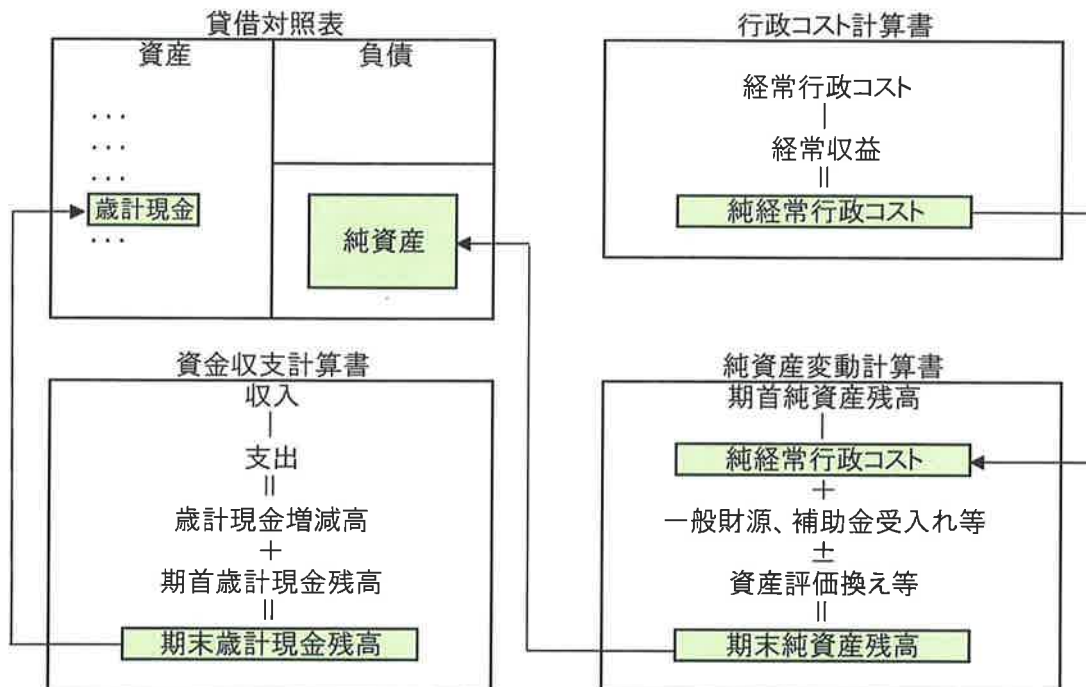 貸借対照表
資産
負債
・・・
・・・
・・・
歳計現金
・・・
純資産
行政コスト計算書
経常行政コスト
|
経常収益
||
純経常行政コスト
資金収支計算書
収入
|
支出
||
歳計現金増減高
+
期首歳計現金残高
||
期末歳計現金残高
純資産変動計算書
期首純資産残高
|
純経常行政コスト
+
一般財源、補助金受入れ等
±
資産評価換え等
||
期末純資産残高